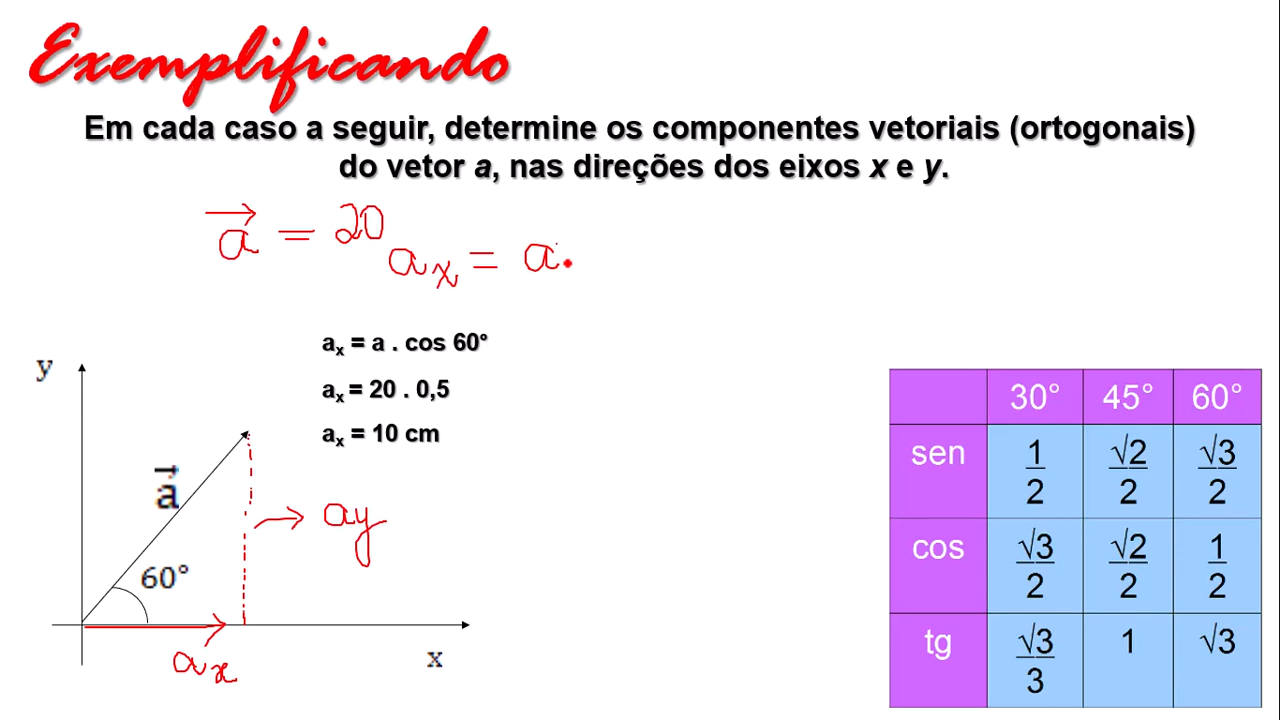 Exemplificando
Em cada caso a seguir, determine os componentes vetoriais (ortogonais)
do vetor a, nas direções dos eixos x e y.
a⃗ = 20
aₓ = a.
aₓ = a . cos 60°
aₓ = 20 . 0,5
aₓ = 10 cm
y
a⃗
60°
ay
aₓ
x
30° 45° 60°
sen 1/2 √2/2 √3/2
cos √3/2 √2/2 1/2
tg √3/3 1 √3